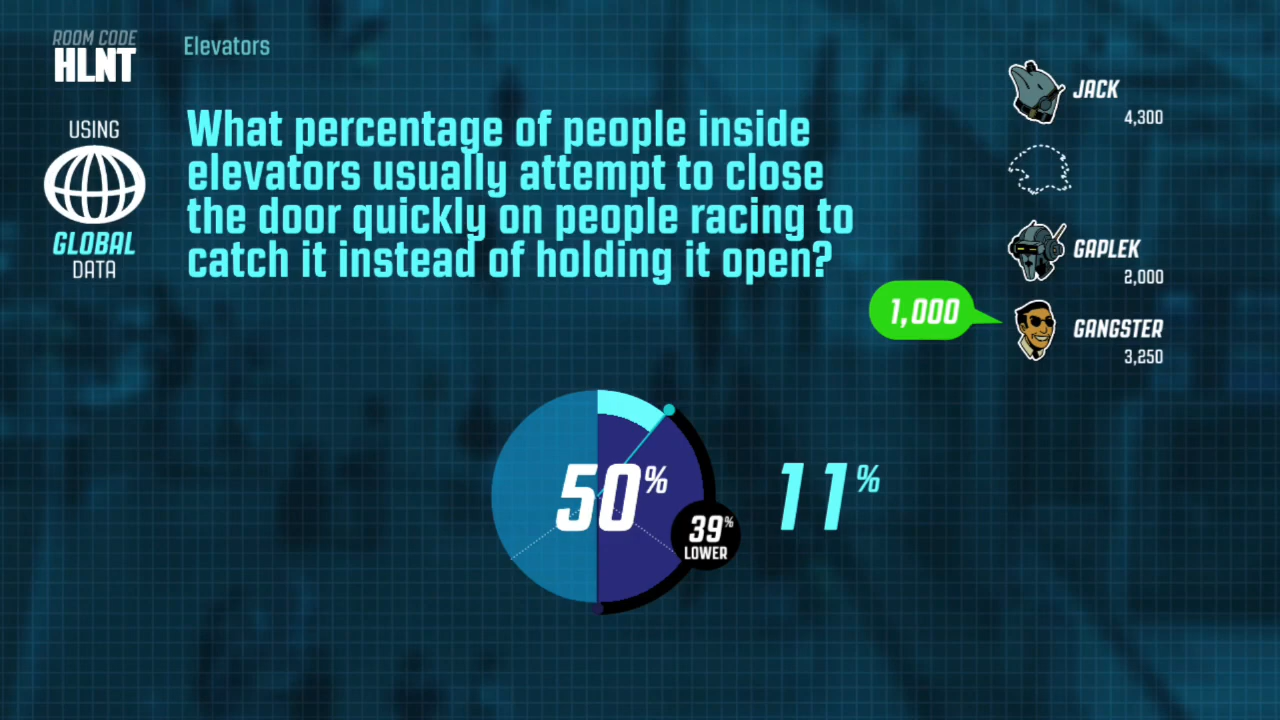 ROOM CODE
HLNT
Elevators
USING
GLOBAL
DATA
What percentage of people inside
elevators usually attempt to close
the door quickly on people racing to
catch it instead of holding it open?
JACK
4,300
GAPLEK
2,000
1,000
GANGSTER
3,250
50%
39%
LOWER
11%